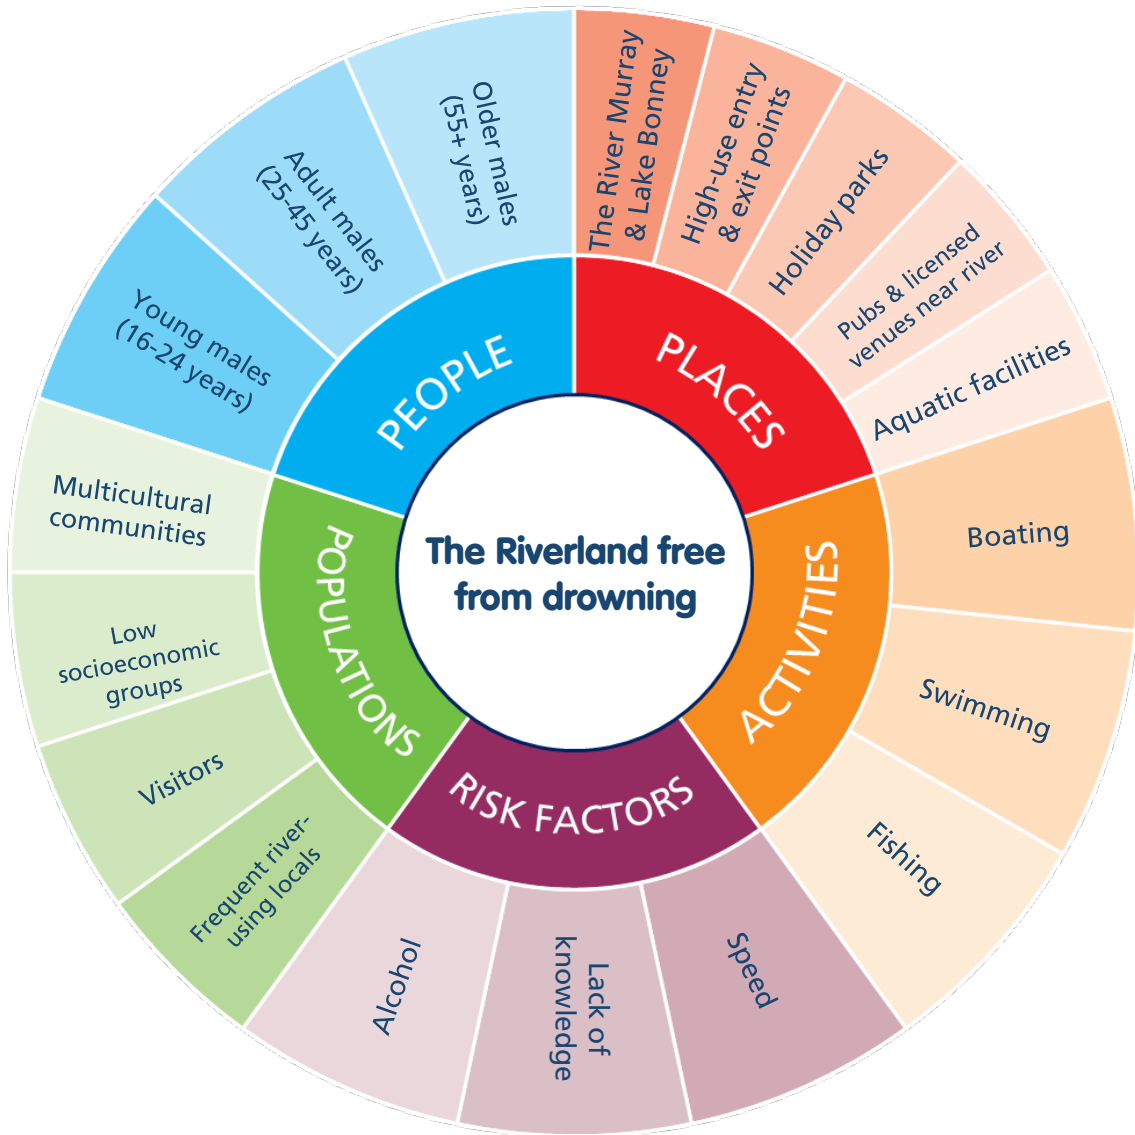 The Riverland free
from drowning
PEOPLE
Young males
(16-24 years)
Adult males
(25-45 years)
Older males
(55+ years)
PLACES
The River Murray
& Lake Bonney
High-use entry
& exit points
Holiday parks
Pubs & licensed
venues near river
Aquatic facilities
ACTIVITIES
Boating
Swimming
Fishing
RISK FACTORS
Speed
Lack of
knowledge
Alcohol
POPULATIONS
Frequent river-
using locals
Visitors
Low
socioeconomic
groups
Multicultural
communities